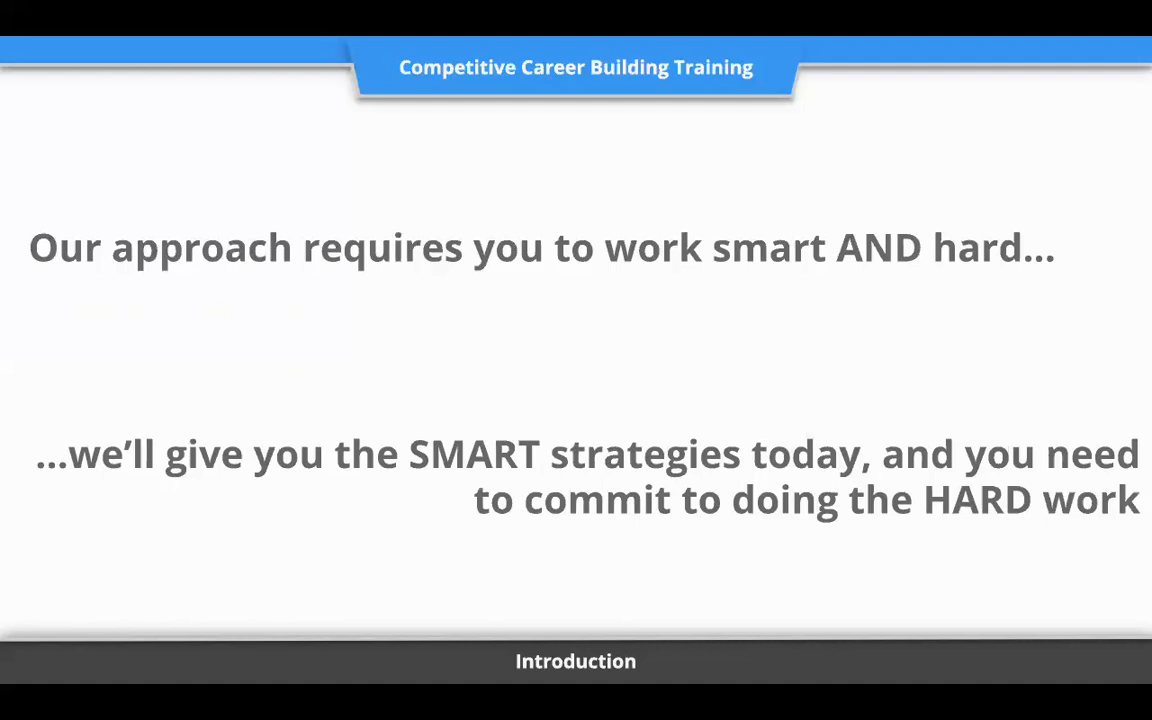 Competitive Career Building Training
Our approach requires you to work smart AND hard...
...we’ll give you the SMART strategies today, and you need
to commit to doing the HARD work
Introduction